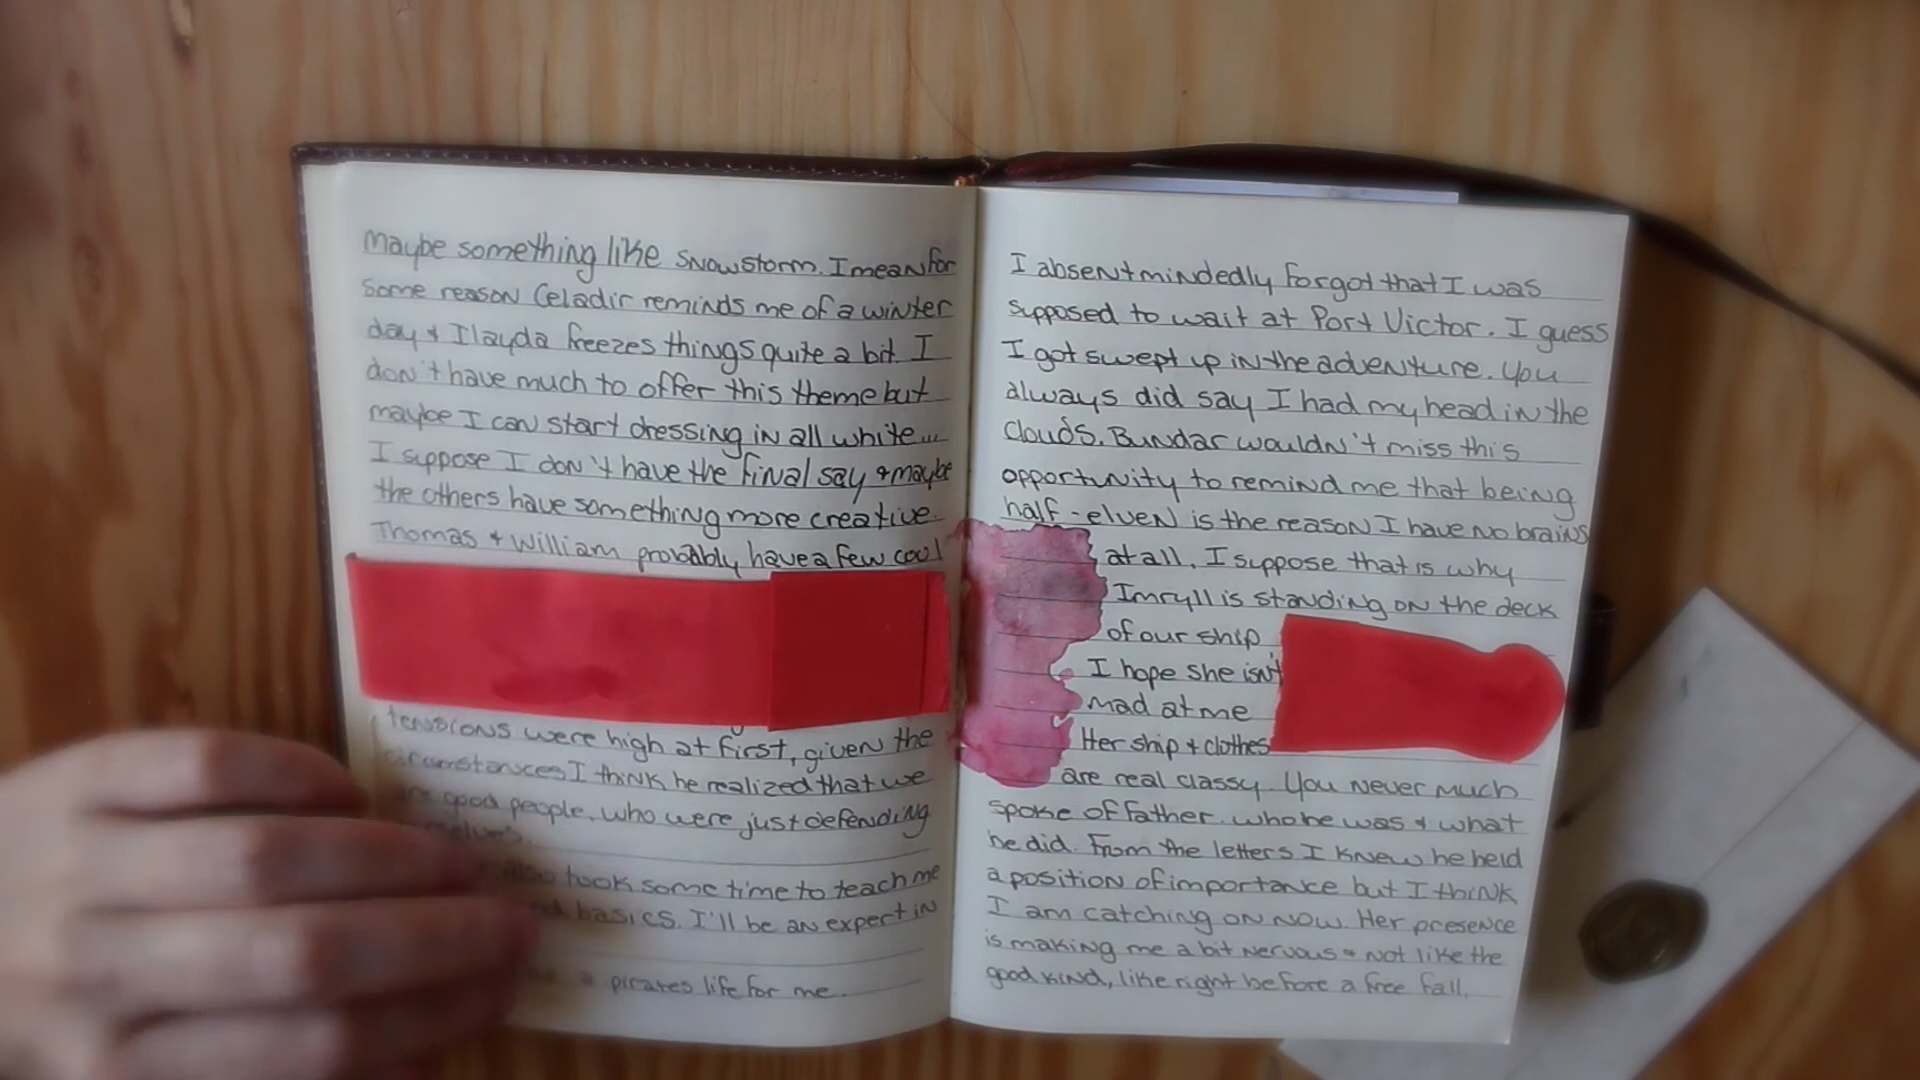 Maybe something like Snowstorm. I mean for
some reason Celadir reminds me of a winter
day + Ilayda freezes things quite a bit. I
don't have much to offer this theme but
maybe I can start dressing in all white...
I suppose I don't have the final say + maybe
the others have something more creative.
Thomas + William probably have a few cool
tensions were high at first, given the
circumstances I think he realized that we
are good people, who were just defending
also took some time to teach me
basics. I'll be an expert in
a pirates life for me.
I absentmindedly forgot that I was
supposed to wait at Port Victor. I guess
I got swept up in the adventure. You
always did say I had my head in the
clouds. Bundar wouldn't miss this
opportunity to remind me that being
half-elven is the reason I have no brains
at all. I suppose that is why
Imryll is standing on the deck
of our ship
I hope she isn't
mad at me
Her ship + clothes
are real classy. You never much
spoke of father. who he was + what
he did. From the letters I knew he held
a position of importance but I think
I am catching on now. Her presence
is making me a bit nervous + not like the
good kind, like right before a free fall.